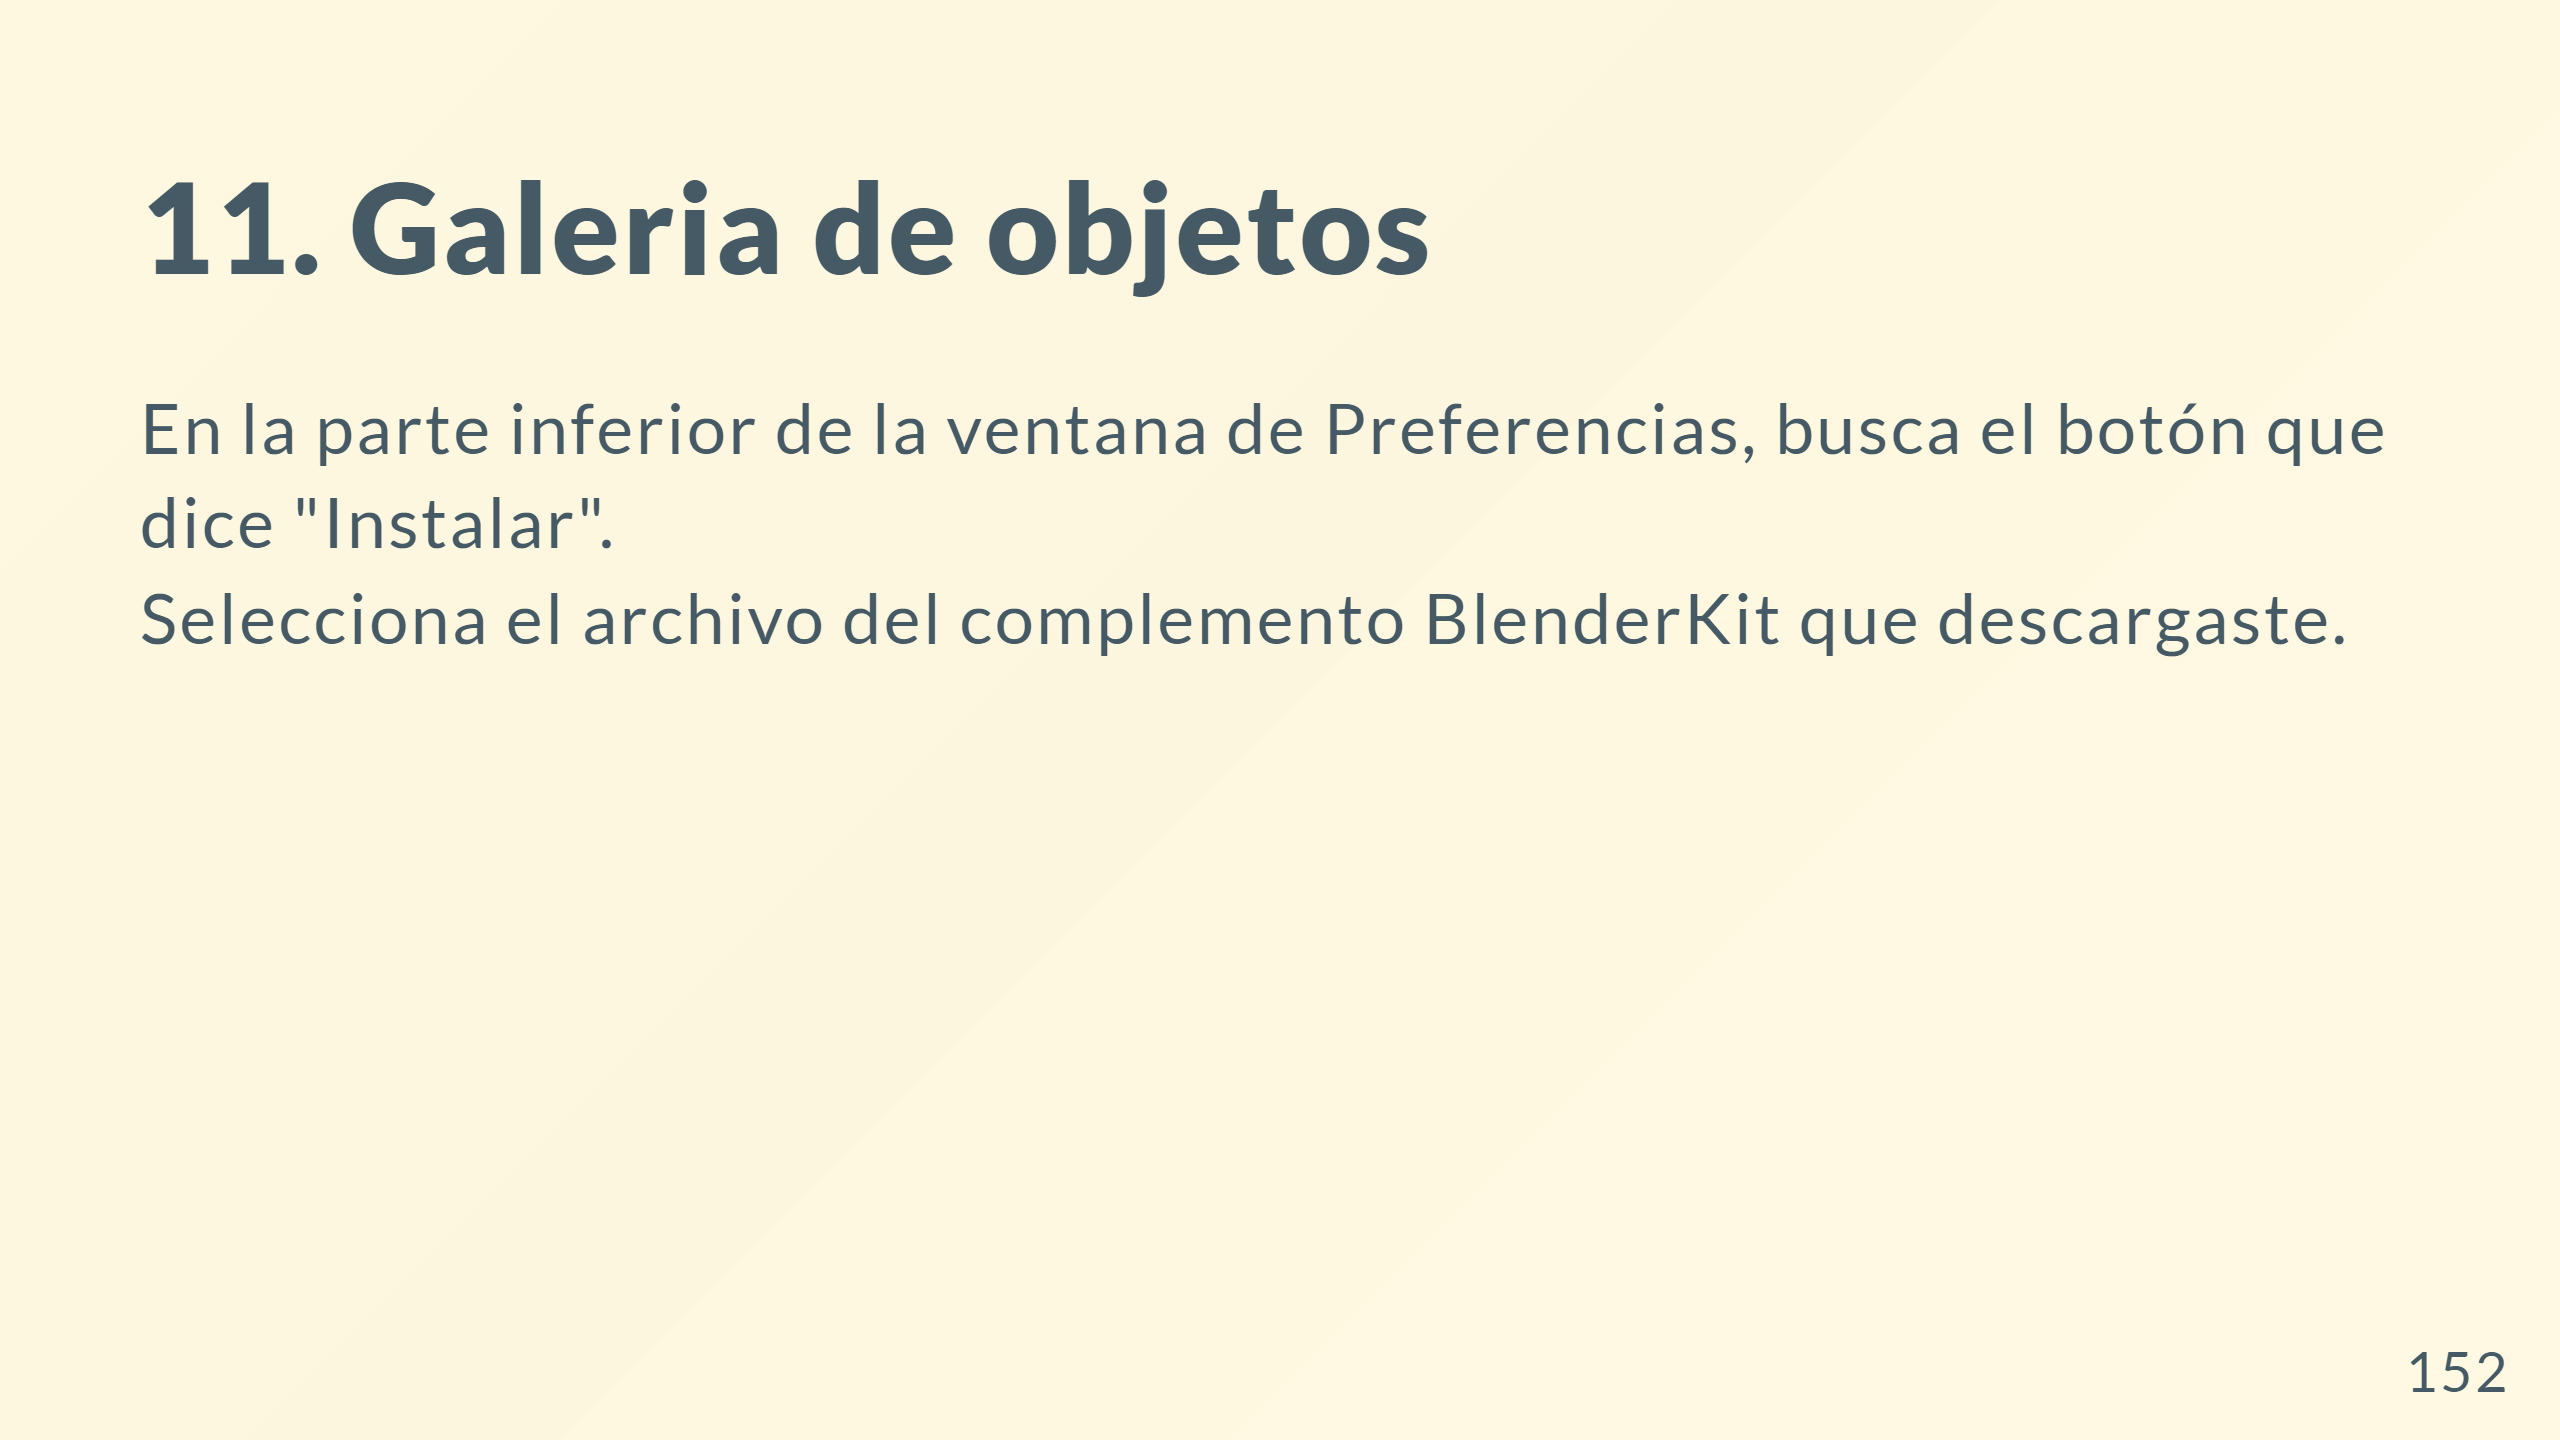 11. Galeria de objetos
En la parte inferior de la ventana de Preferencias, busca el botón que
dice "Instalar".
Selecciona el archivo del complemento BlenderKit que descargaste.
152